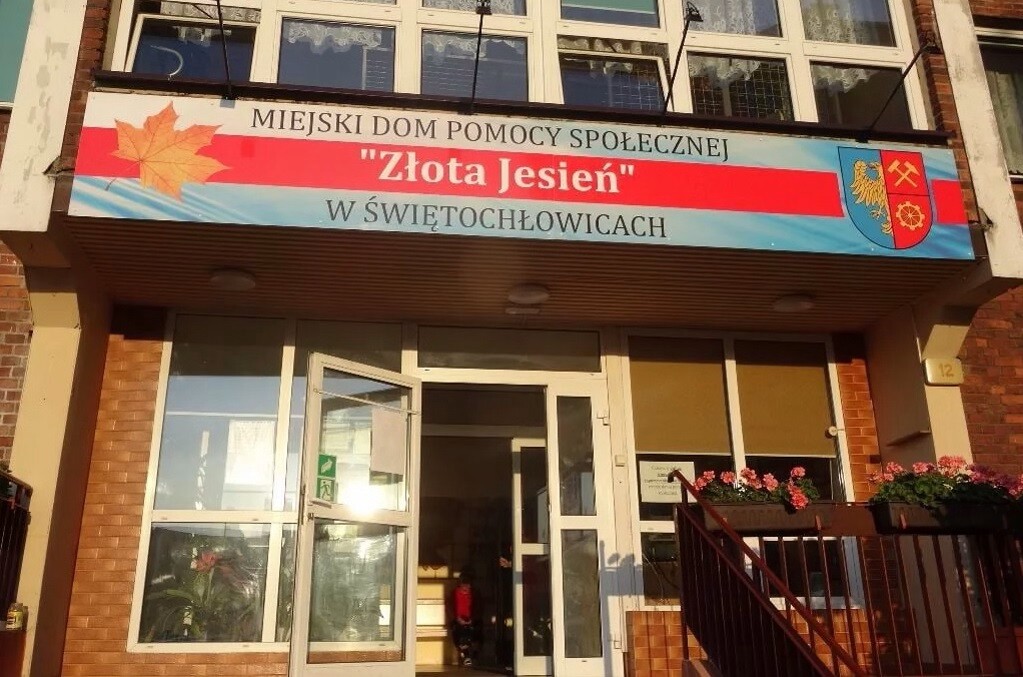 MIEJSKI DOM POMOCY SPOŁECZNEJ
"Złota Jesień"
W ŚWIĘTOCHŁOWICACH
12